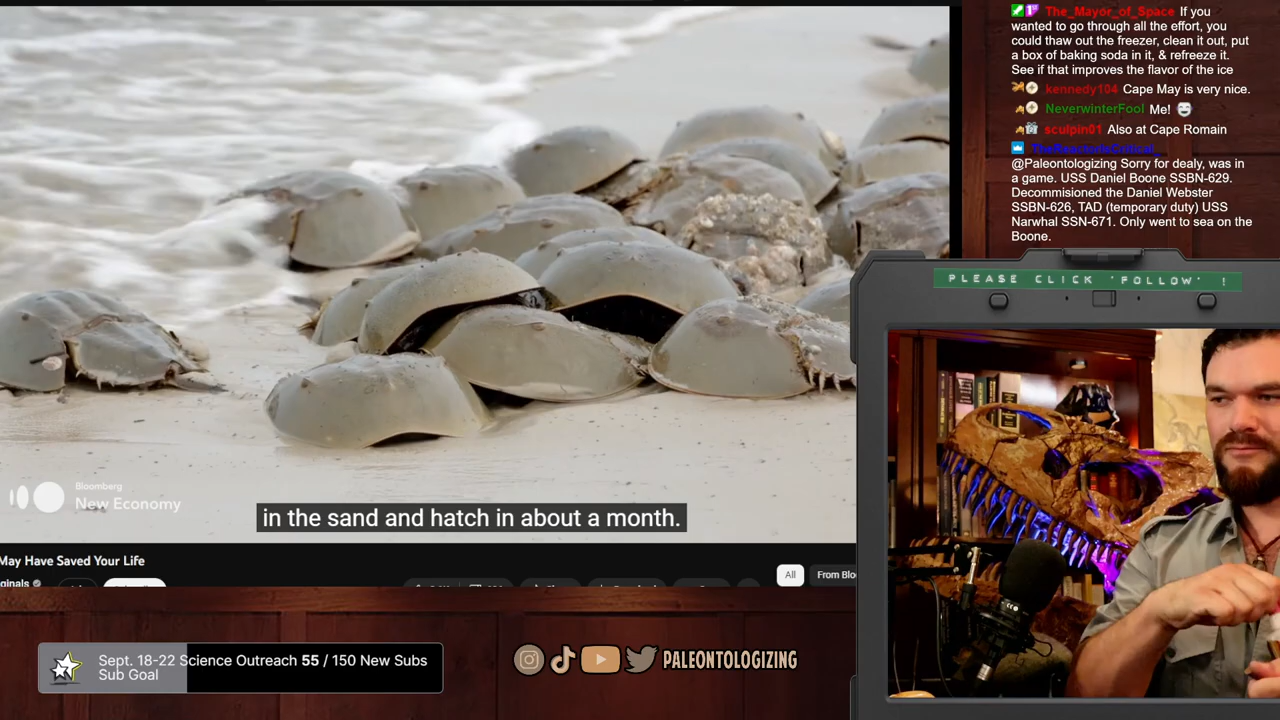 The_Mayor_of_Space If you
wanted to go through all the effort, you
could thaw out the freezer, clean it out, put
a box of baking soda in it, & refreeze it.
See if that improves the flavor of the ice
kennedy104 Cape May is very nice.
NeverwinterFool Me!
sculpin01 Also at Cape Romain
TheReactorIsCritical_
@Paleontologizing Sorry for dealy, was in
a game. USS Daniel Boone SSBN-629.
Decommisioned the Daniel Webster
SSBN-626, TAD (temporary duty) USS
Narwhal SSN-671. Only went to sea on the
Boone.
PLEASE CLICK 'FOLLOW' !
Bloomberg
New Economy
in the sand and hatch in about a month.
May Have Saved Your Life
ginals
All
From Bloo
Sept. 18-22 Science Outreach 55 / 150 New Subs
Sub Goal
PALEONTOLOGIZING